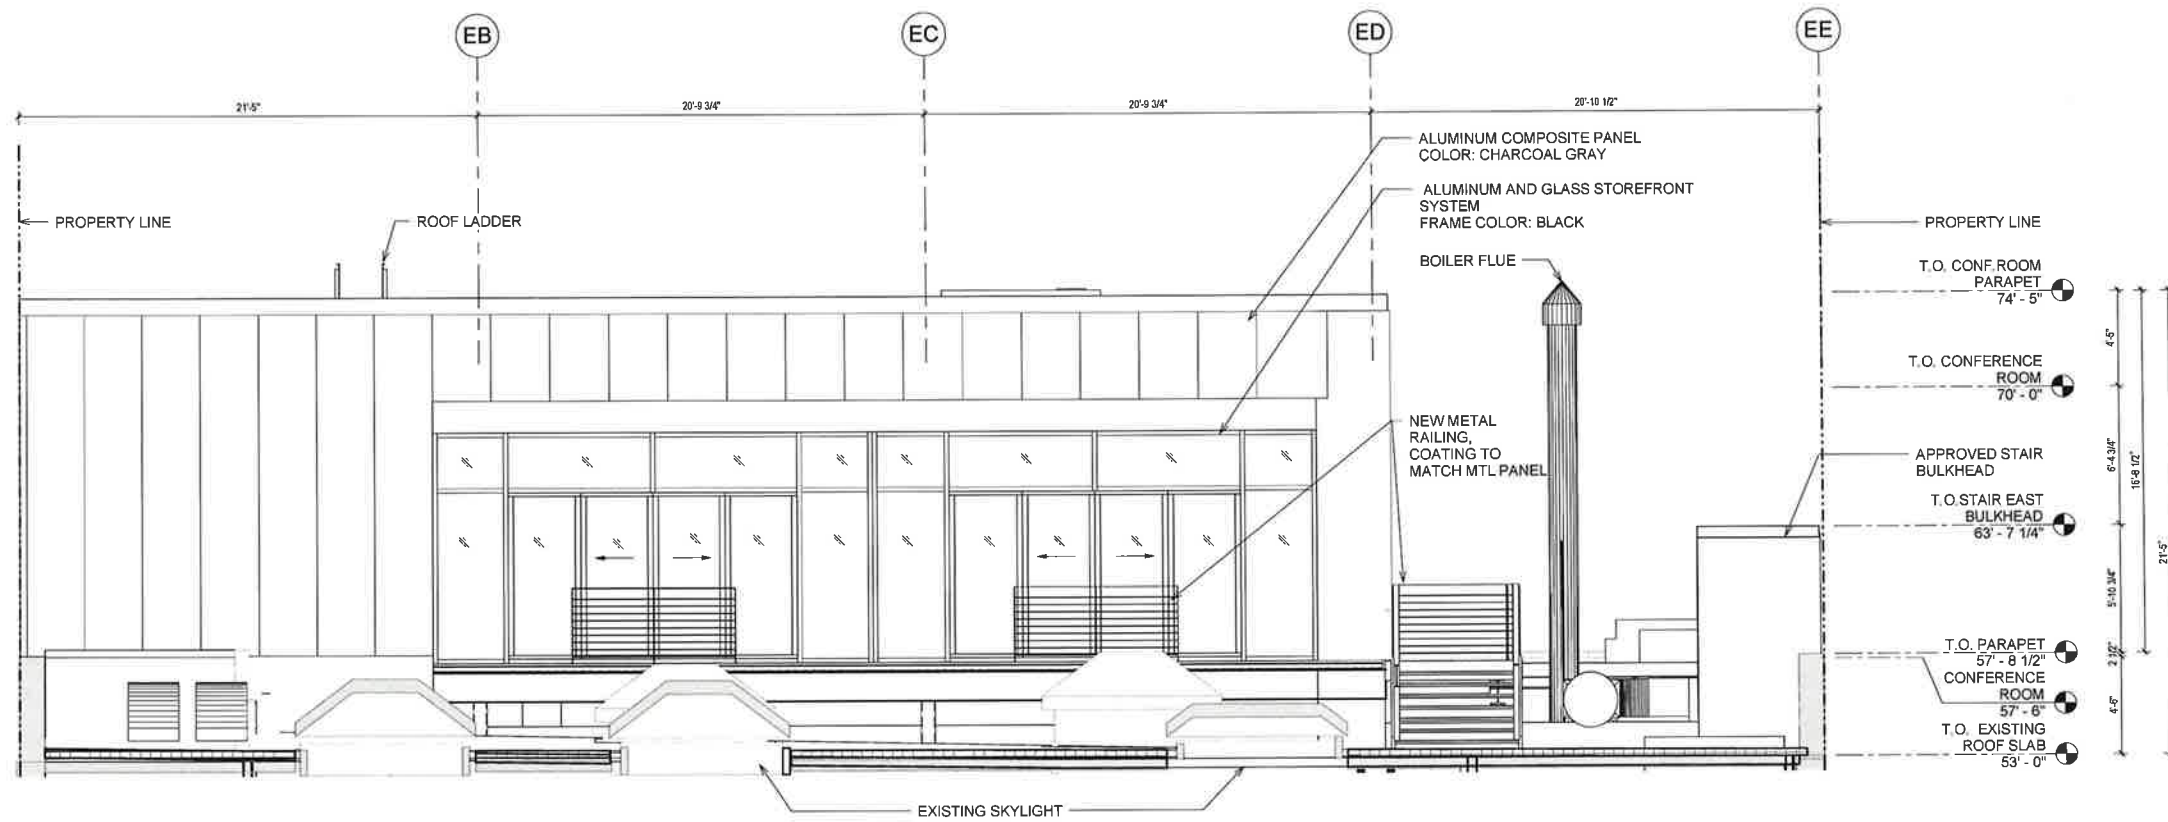 EB
EC
ED
EE
21'-5"
20'-9 3/4"
20'-9 3/4"
20'-10 1/2"
ALUMINUM COMPOSITE PANEL
COLOR: CHARCOAL GRAY
ALUMINUM AND GLASS STOREFRONT
SYSTEM
FRAME COLOR: BLACK
PROPERTY LINE
ROOF LADDER
PROPERTY LINE
BOILER FLUE
T.O. CONF.ROOM
PARAPET
74' - 5"
T.O. CONFERENCE
ROOM
70' - 0"
NEW METAL
RAILING,
COATING TO
MATCH MTL PANEL
APPROVED STAIR
BULKHEAD
T.O.STAIR EAST
BULKHEAD
63' - 7 1/4"
T.O. PARAPET
57' - 8 1/2"
CONFERENCE
ROOM
57' - 6"
T.O. EXISTING
ROOF SLAB
53' - 0"
4'-5"
6'-4 3/4"
5'-10 3/4"
2 1/2"
4'-6"
16'-8 1/2"
21'-5"
EXISTING SKYLIGHT